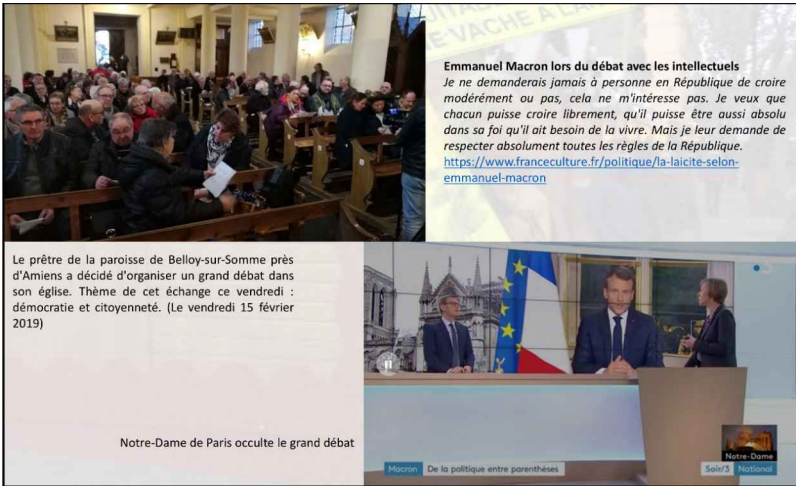 Emmanuel Macron lors du débat avec les intellectuels
Je ne demanderais jamais à personne en République de croire
modérément ou pas, cela ne m'intéresse pas. Je veux que
chacun puisse croire librement, qu'il puisse être aussi absolu
dans sa foi qu'il ait besoin de la vivre. Mais je leur demande de
respecter absolument toutes les règles de la République.
https://www.franceculture.fr/politique/la-laicite-selon-
emmanuel-macron
Le prêtre de la paroisse de Belloy-sur-Somme près
d'Amiens a décidé d'organiser un grand débat dans
son église. Thème de cet échange ce vendredi :
démocratie et citoyenneté. (Le vendredi 15 février
2019)
Notre-Dame de Paris occulte le grand débat
Notre-Dame
Macron De la politique entre parenthèses
Soir/3 National